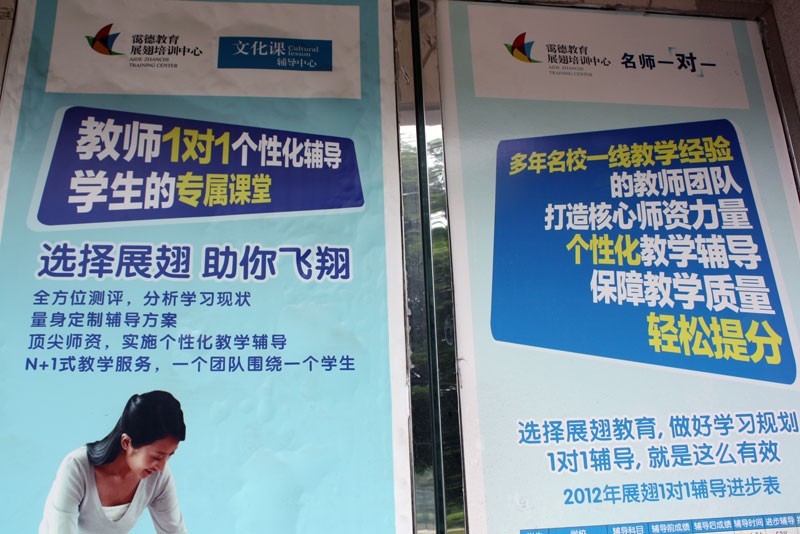 霭德教育
展翅培训中心
AIDE ZHANCHI
TRAINING CENTER
文化课 Cultural lesson
辅导中心
教师1对1个性化辅导
学生的专属课堂
选择展翅 助你飞翔
全方位测评，分析学习现状
量身定制辅导方案
顶尖师资，实施个性化教学辅导
N+1式教学服务，一个团队围绕一个学生
霭德教育
展翅培训中心
AIDE ZHANCHI
TRAINING CENTER
名师一对一
多年名校一线教学经验
的教师团队
打造核心师资力量
个性化教学辅导
保障教学质量
轻松提分
选择展翅教育, 做好学习规划
1对1辅导, 就是这么有效
2012年展翅1对1辅导进步表
辅导科目 辅导前成绩 辅导后成绩 辅导时间 进步辅导